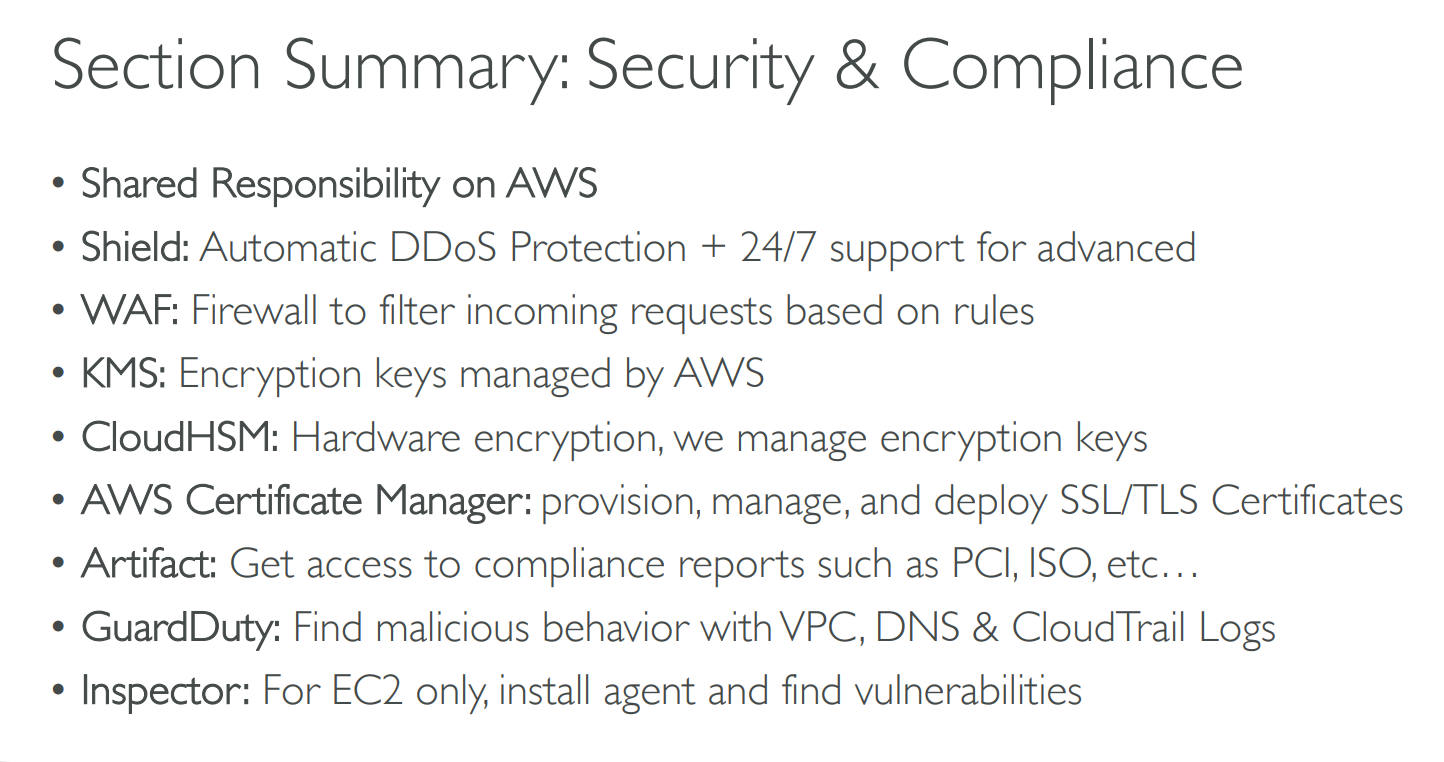 Section Summary: Security & Compliance
• Shared Responsibility on AWS
• Shield: Automatic DDoS Protection + 24/7 support for advanced
• WAF: Firewall to filter incoming requests based on rules
• KMS: Encryption keys managed by AWS
• CloudHSM: Hardware encryption, we manage encryption keys
• AWS Certificate Manager: provision, manage, and deploy SSL/TLS Certificates
• Artifact: Get access to compliance reports such as PCI, ISO, etc…
• GuardDuty: Find malicious behavior with VPC, DNS & CloudTrail Logs
• Inspector: For EC2 only, install agent and find vulnerabilities